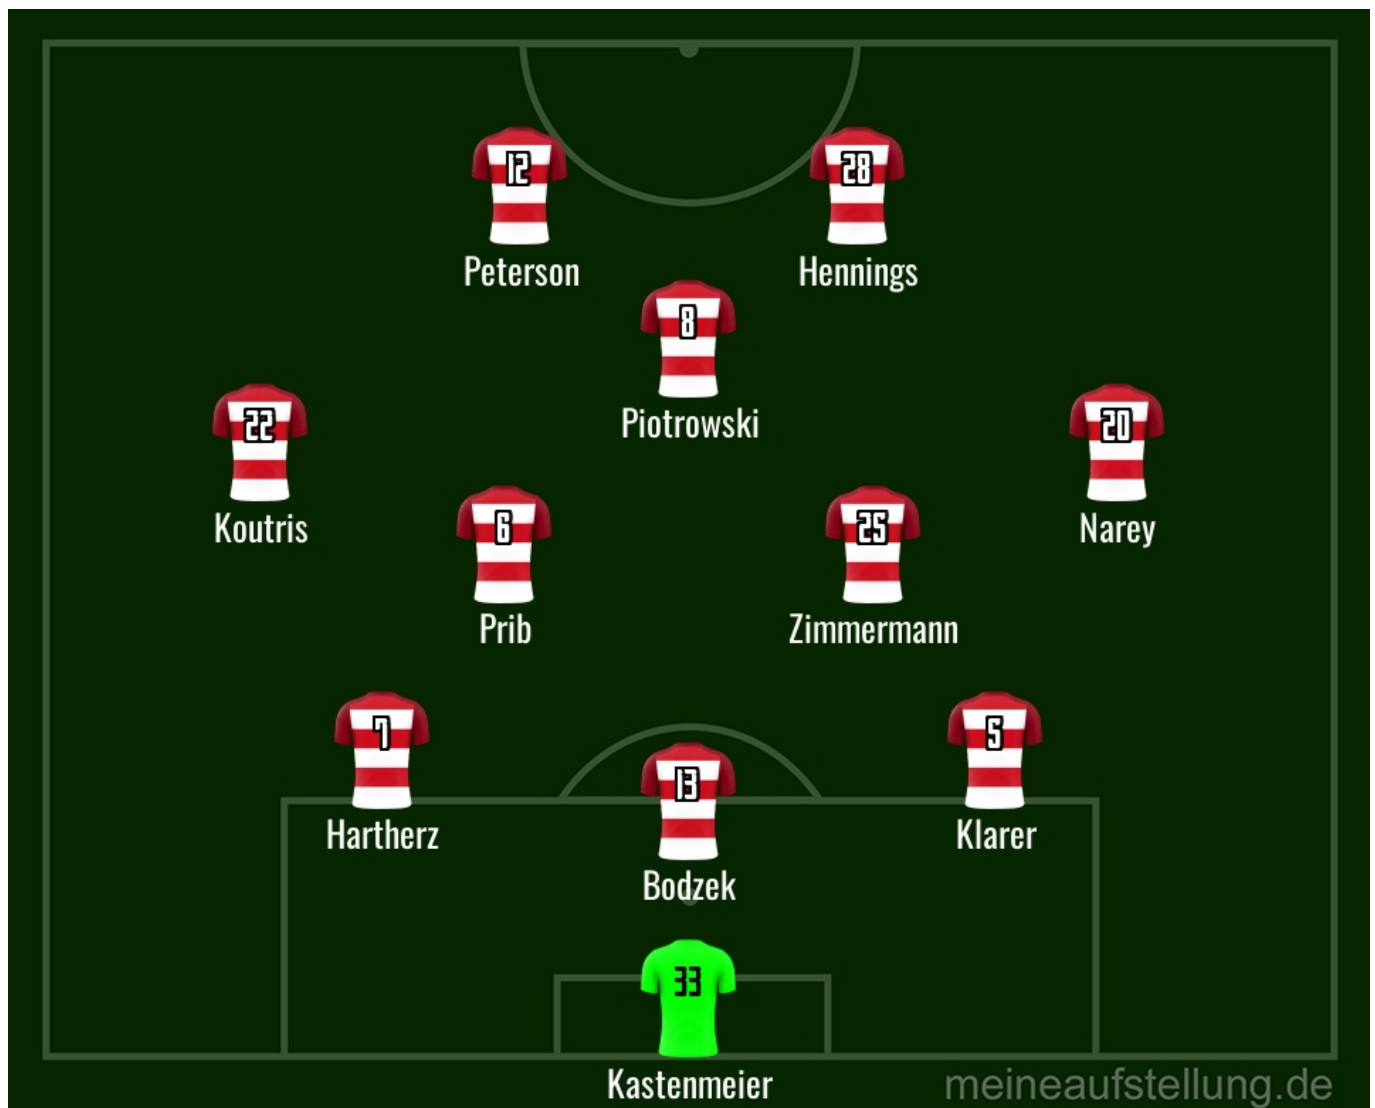 12
28
Peterson
Hennings
8
Piotrowski
22
20
Koutris
Narey
6
25
Prib
Zimmermann
7
5
Hartherz
Klarer
13
Bodzek
33
Kastenmeier
meineaufstellung.de